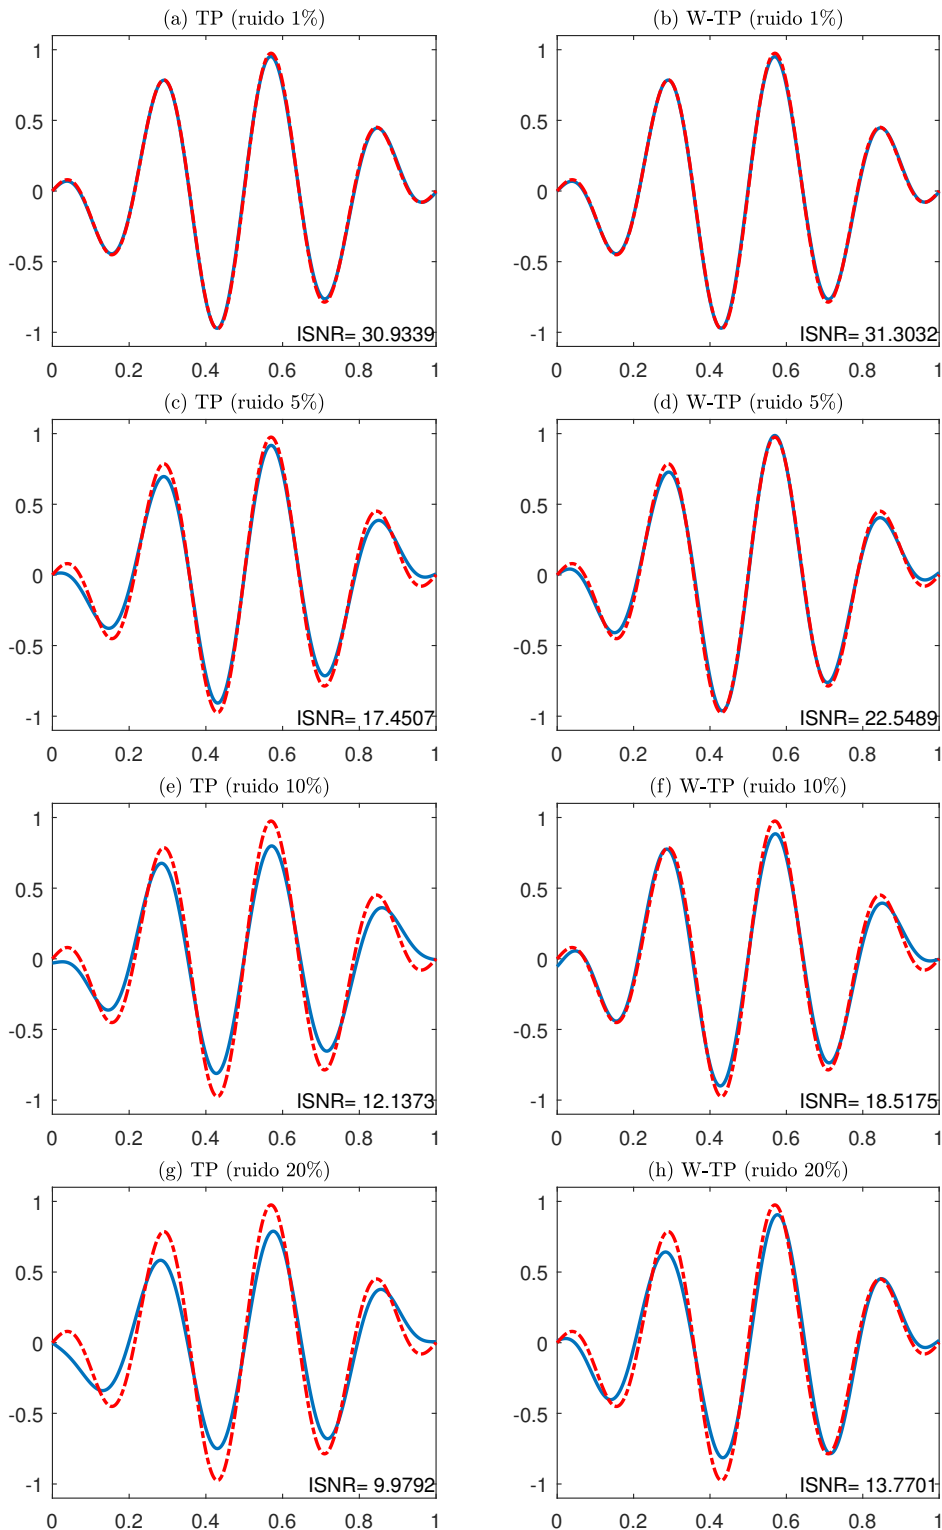 (a) TP (ruido 1%)
1
0.5
0
-0.5
-1
ISNR= 30.9339
0 0.2 0.4 0.6 0.8 1
(b) W-TP (ruido 1%)
1
0.5
0
-0.5
-1
ISNR= 31.3032
0 0.2 0.4 0.6 0.8 1
(c) TP (ruido 5%)
1
0.5
0
-0.5
-1
ISNR= 17.4507
0 0.2 0.4 0.6 0.8 1
(d) W-TP (ruido 5%)
1
0.5
0
-0.5
-1
ISNR= 22.5489
0 0.2 0.4 0.6 0.8 1
(e) TP (ruido 10%)
1
0.5
0
-0.5
-1
ISNR= 12.1373
0 0.2 0.4 0.6 0.8 1
(f) W-TP (ruido 10%)
1
0.5
0
-0.5
-1
ISNR= 18.5175
0 0.2 0.4 0.6 0.8 1
(g) TP (ruido 20%)
1
0.5
0
-0.5
-1
ISNR= 9.9792
0 0.2 0.4 0.6 0.8 1
(h) W-TP (ruido 20%)
1
0.5
0
-0.5
-1
ISNR= 13.7701
0 0.2 0.4 0.6 0.8 1